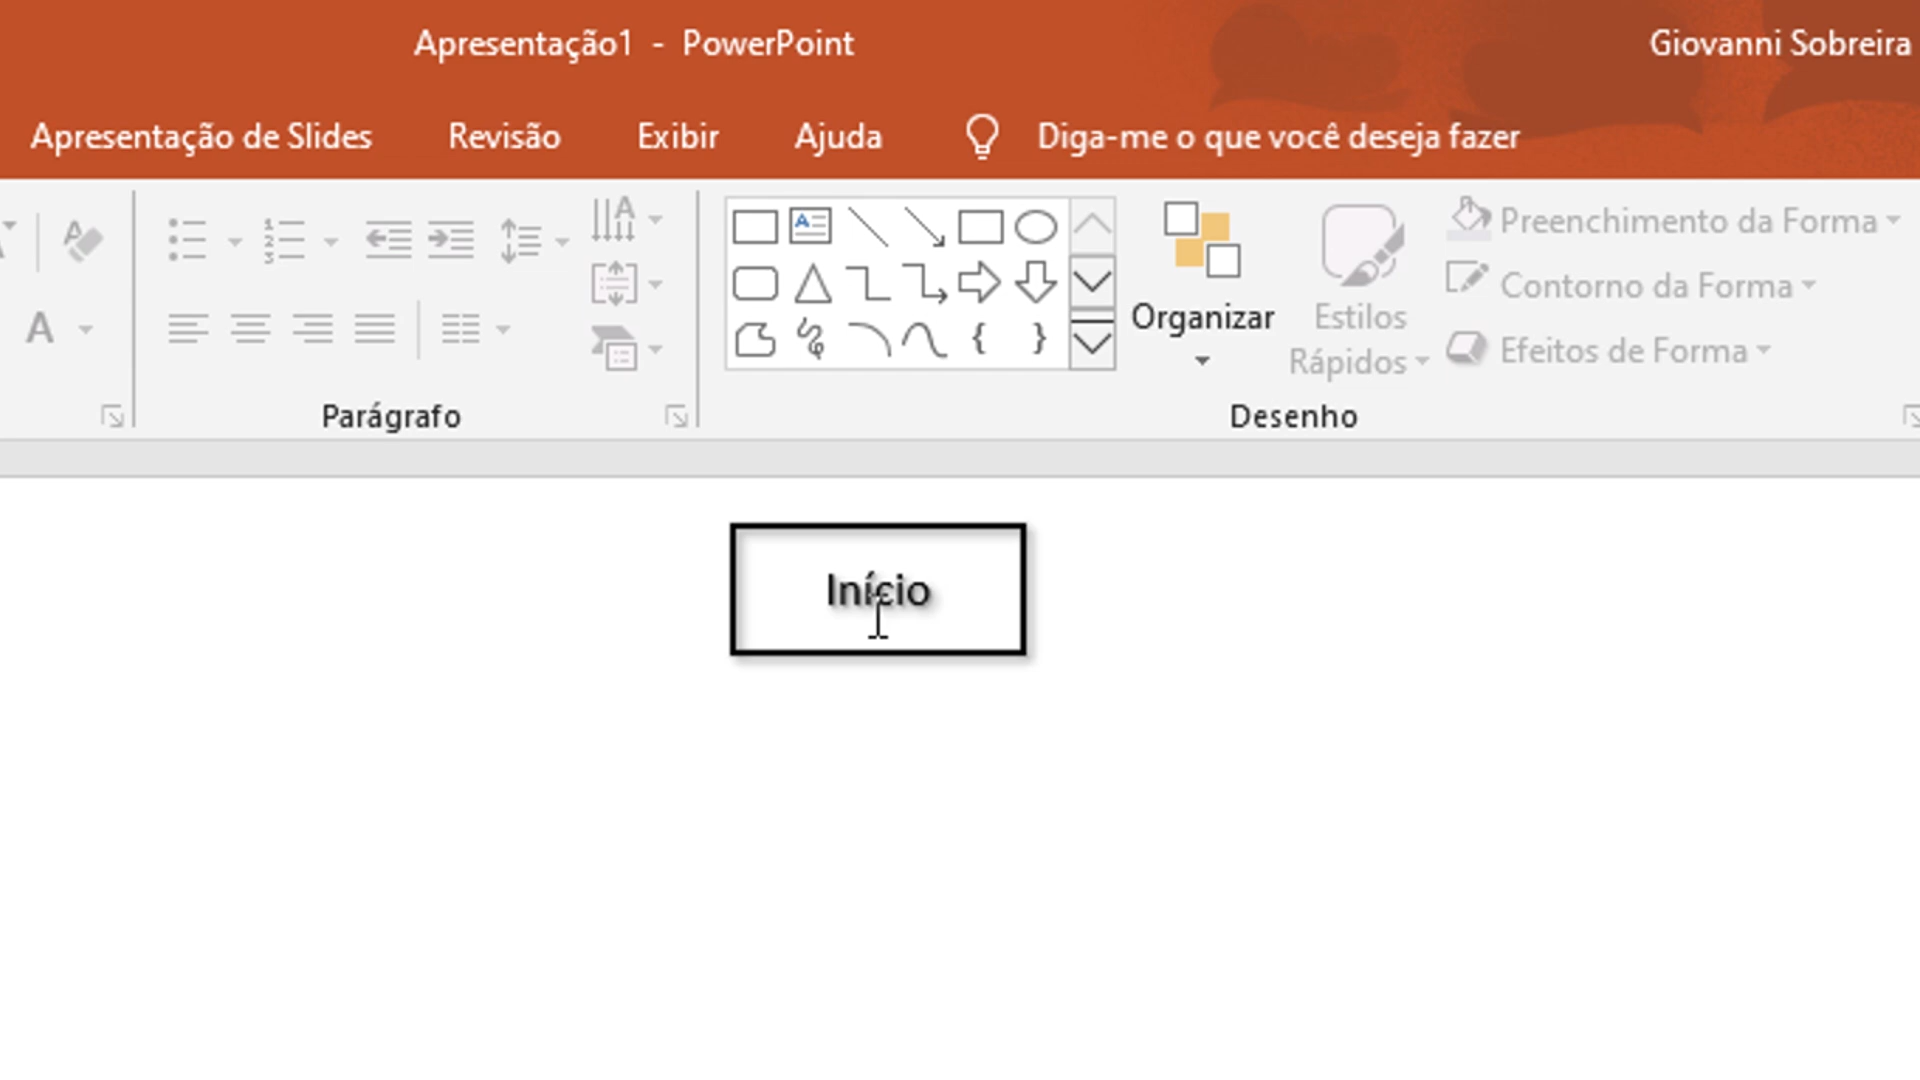 Apresentação1 - PowerPoint
Giovanni Sobreira
Apresentação de Slides Revisão Exibir Ajuda Diga-me o que você deseja fazer
Preenchimento da Forma
Contorno da Forma
Organizar
Estilos
Rápidos
Efeitos de Forma
Parágrafo
Desenho
Início